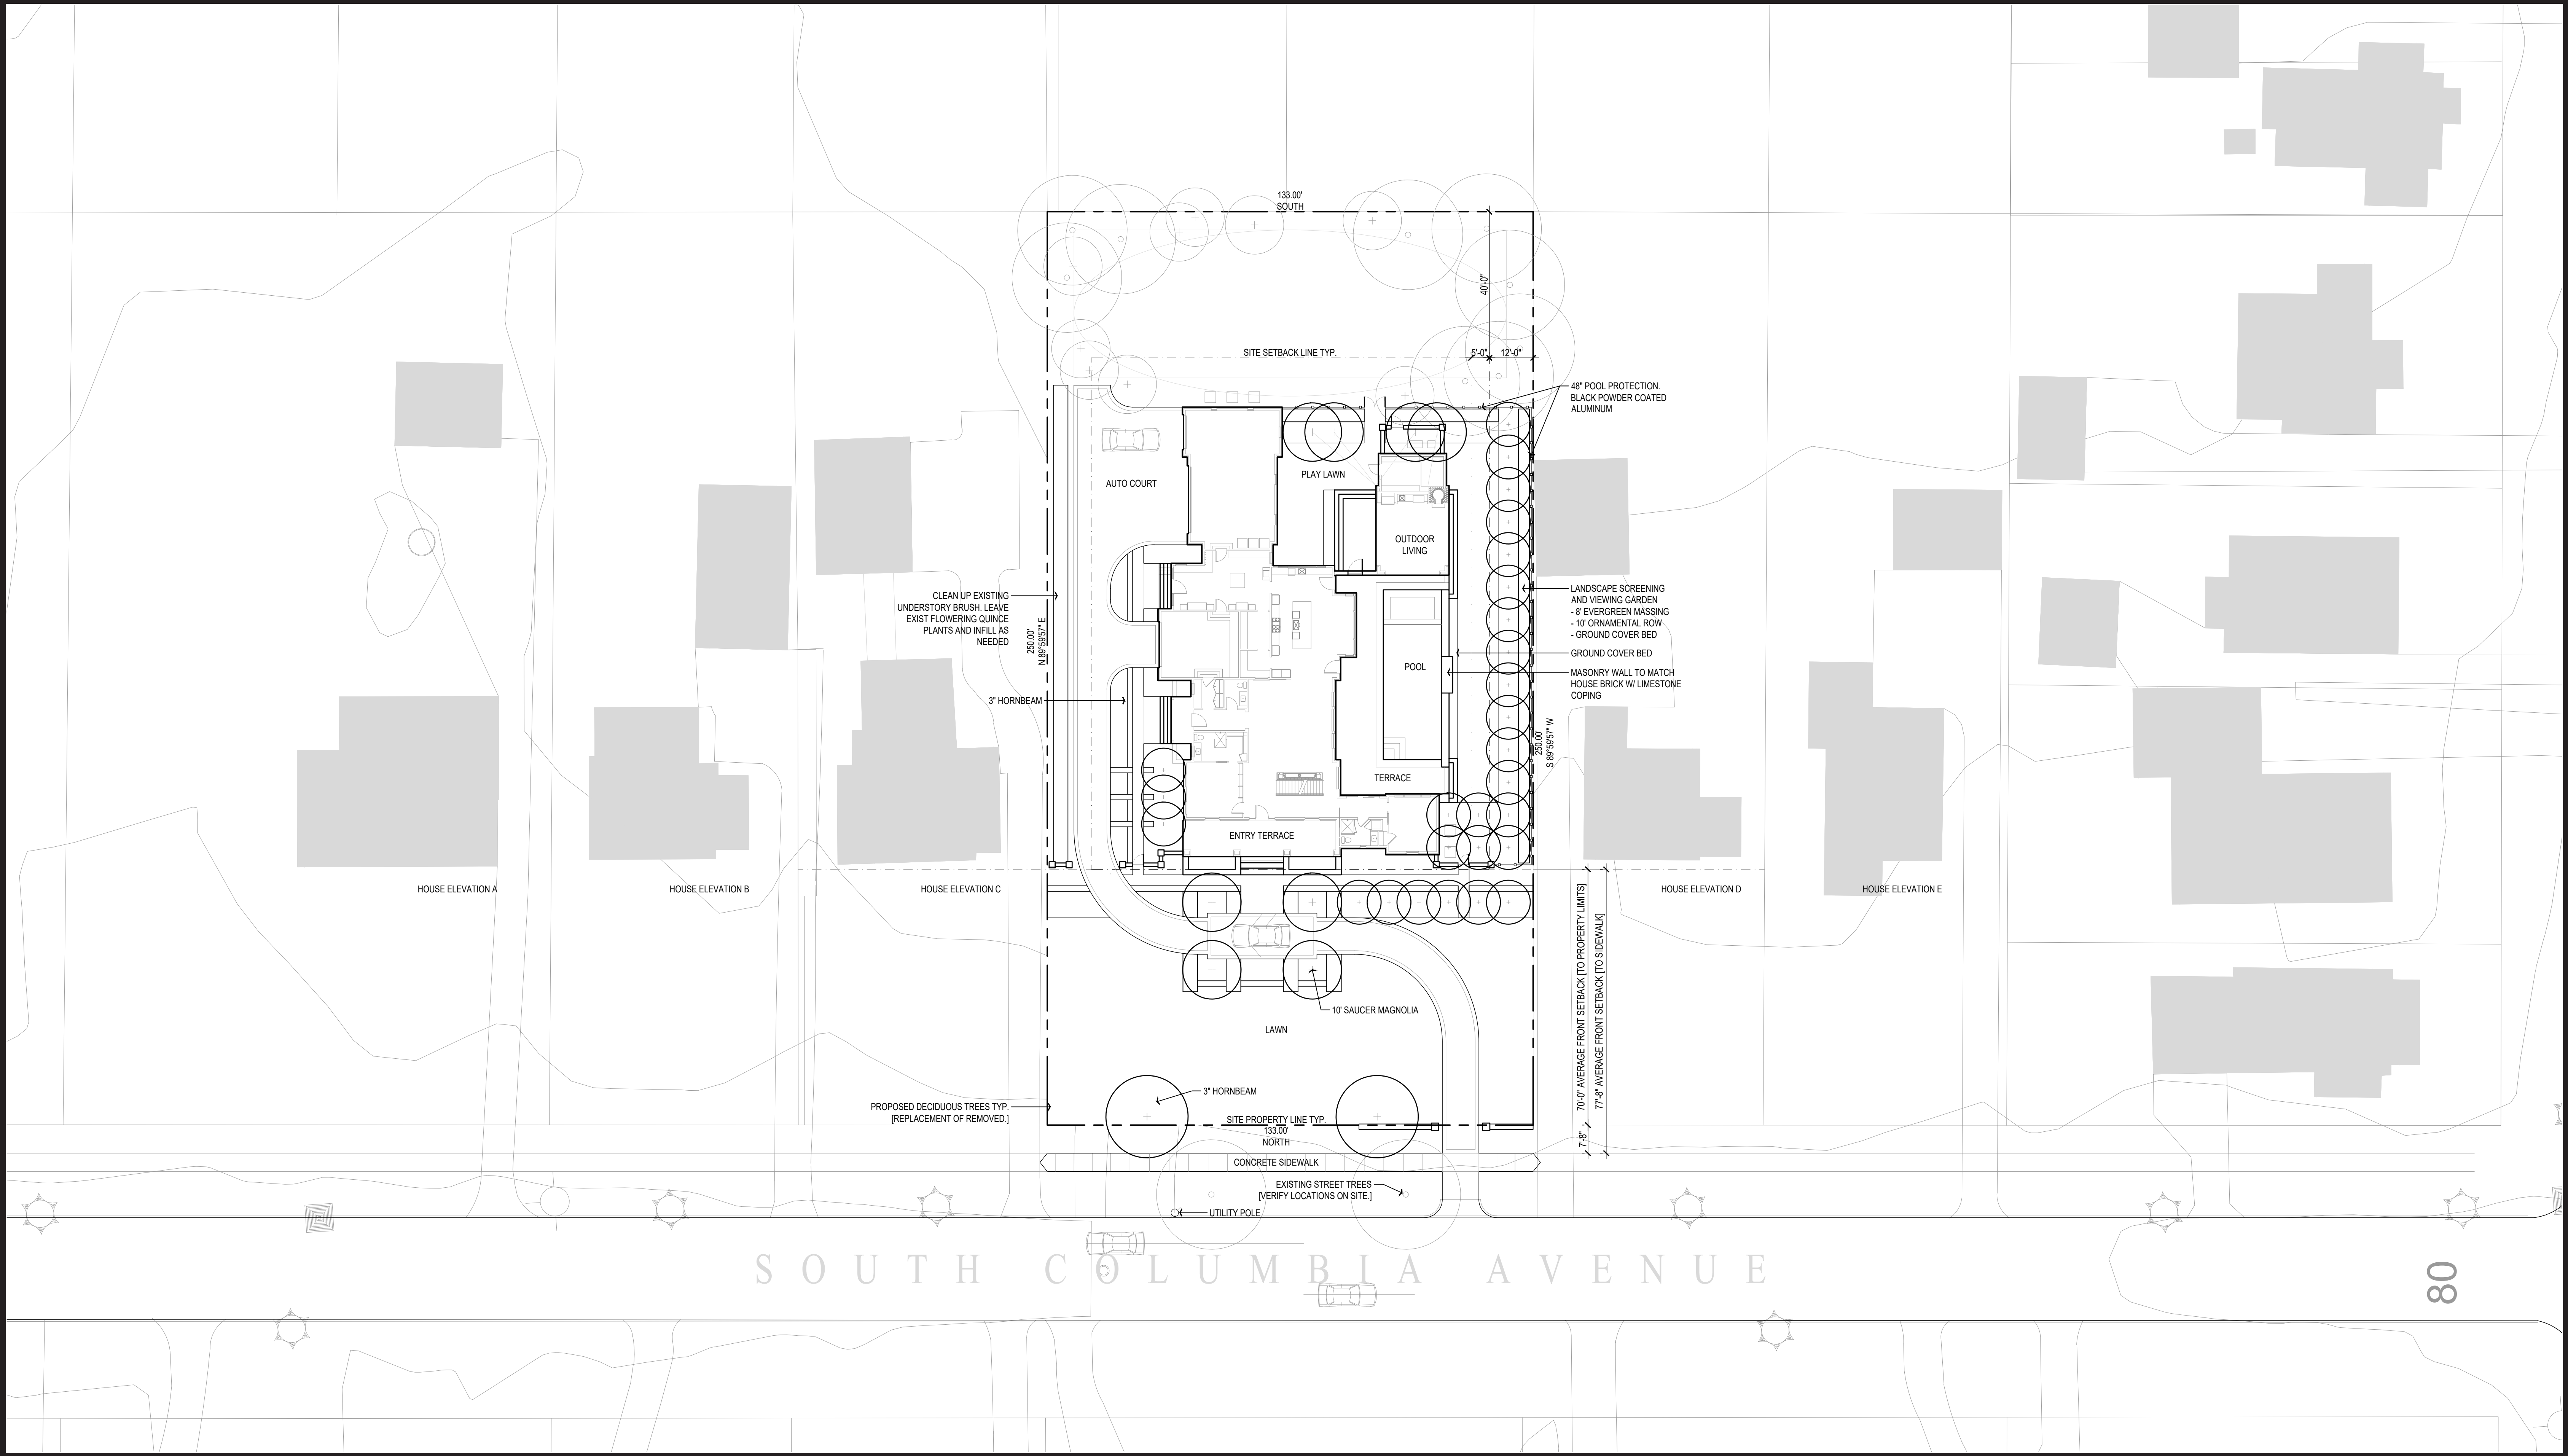 133.00'
SOUTH
40'-0"
SITE SETBACK LINE TYP.
5'-0"
12'-0"
48" POOL PROTECTION.
BLACK POWDER COATED
ALUMINUM
PLAY LAWN
AUTO COURT
OUTDOOR
LIVING
CLEAN UP EXISTING
UNDERSTORY BRUSH. LEAVE
EXIST FLOWERING QUINCE
PLANTS AND INFILL AS
NEEDED
250.00'
N 89°59'57" E
LANDSCAPE SCREENING
AND VIEWING GARDEN
- 8' EVERGREEN MASSING
- 10' ORNAMENTAL ROW
- GROUND COVER BED
GROUND COVER BED
POOL
MASONRY WALL TO MATCH
HOUSE BRICK W/ LIMESTONE
COPING
3" HORNBEAM
250.00'
S 89°59'57" W
TERRACE
ENTRY TERRACE
HOUSE ELEVATION A
HOUSE ELEVATION B
HOUSE ELEVATION C
HOUSE ELEVATION D
HOUSE ELEVATION E
70'-0" AVERAGE FRONT SETBACK [TO PROPERTY LIMITS]
77'-8" AVERAGE FRONT SETBACK [TO SIDEWALK]
10' SAUCER MAGNOLIA
LAWN
3" HORNBEAM
PROPOSED DECIDUOUS TREES TYP.
[REPLACEMENT OF REMOVED.]
SITE PROPERTY LINE TYP.
133.00'
NORTH
7'-8"
CONCRETE SIDEWALK
EXISTING STREET TREES
[VERIFY LOCATIONS ON SITE.]
UTILITY POLE
SOUTH COLUMBIA AVENUE
80